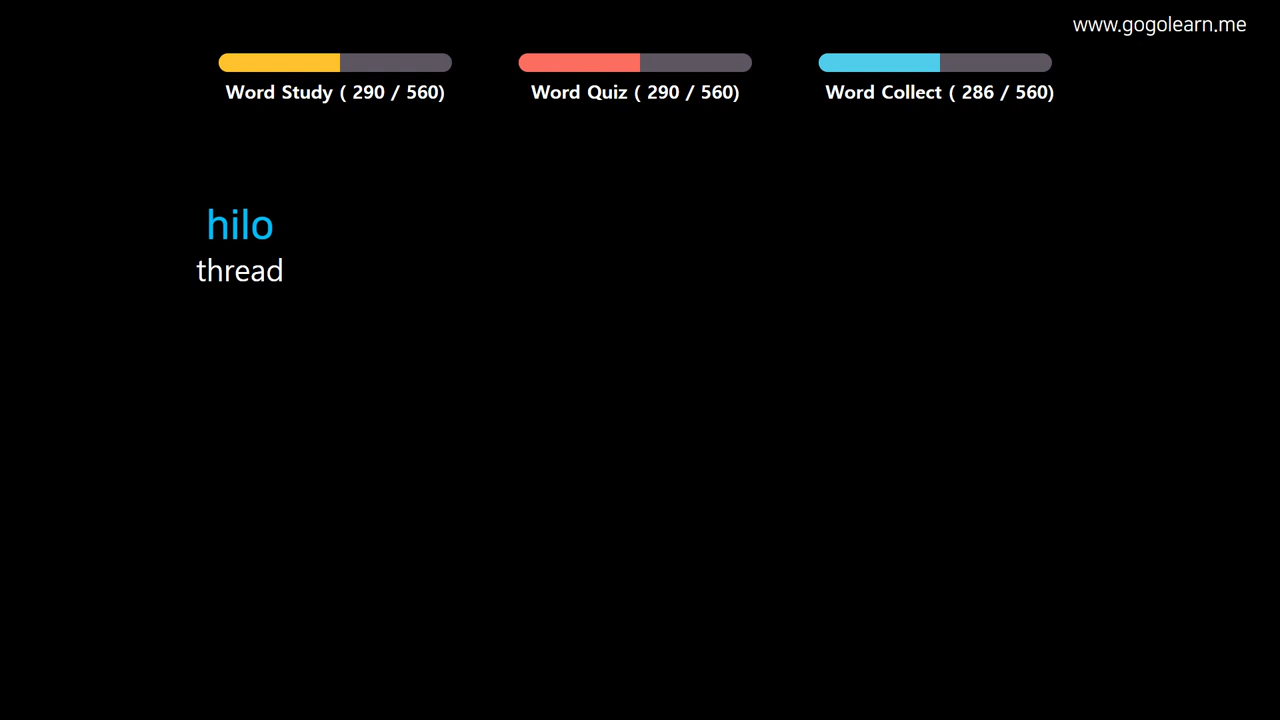 www.gogolearn.me
Word Study ( 290 / 560)
Word Quiz ( 290 / 560)
Word Collect ( 286 / 560)
hilo
thread